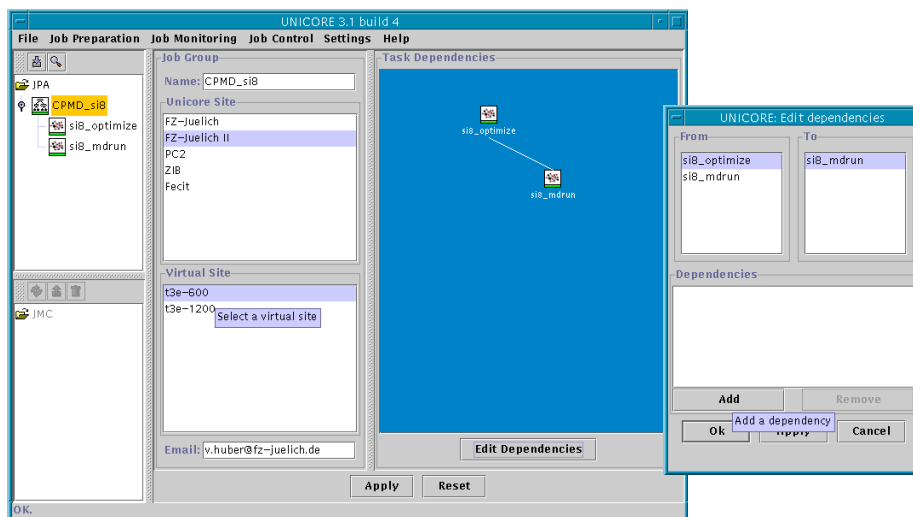 UNICORE 3.1 build 4
File Job Preparation Job Monitoring Job Control Settings Help
JPA
CPMD_si8
si8_optimize
si8_mdrun
JMC
Job Group
Name: CPMD_si8
Unicore Site
FZ-Juelich
FZ-Juelich II
PC2
ZIB
Fecit
Virtual Site
t3e-600
t3e-1200
Select a virtual site
Email: v.huber@fz-juelich.de
Task Dependencies
si8_optimize
si8_mdrun
Edit Dependencies
Apply Reset
OK.
UNICORE: Edit dependencies
From To
si8_optimize si8_mdrun
si8_mdrun
Dependencies
Add Remove
Add a dependency
Ok Apply Cancel